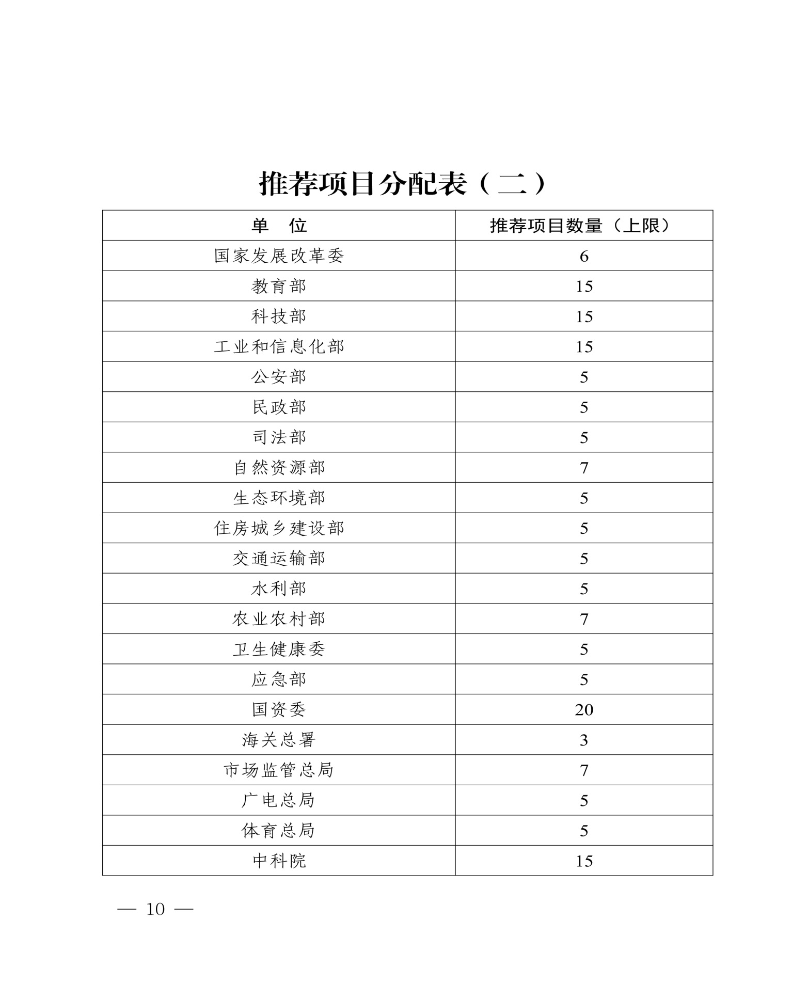 推荐项目分配表（二）
单　位　推荐项目数量（上限）
国家发展改革委　6
教育部　15
科技部　15
工业和信息化部　15
公安部　5
民政部　5
司法部　5
自然资源部　7
生态环境部　5
住房城乡建设部　5
交通运输部　5
水利部　5
农业农村部　7
卫生健康委　5
应急部　5
国资委　20
海关总署　3
市场监管总局　7
广电总局　5
体育总局　5
中科院　15
— 10 —